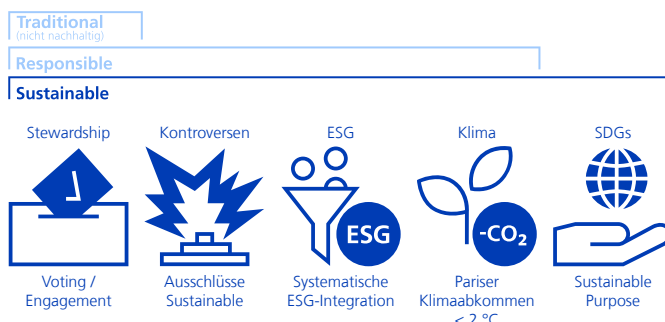 Traditional
(nicht nachhaltig)
Responsible
Sustainable
Stewardship
Kontroversen
ESG
Klima
SDGs
ESG
-CO₂
Voting /
Engagement
Ausschlüsse
Sustainable
Systematische
ESG-Integration
Pariser
Klimaabkommen
< 2 °C
Sustainable
Purpose